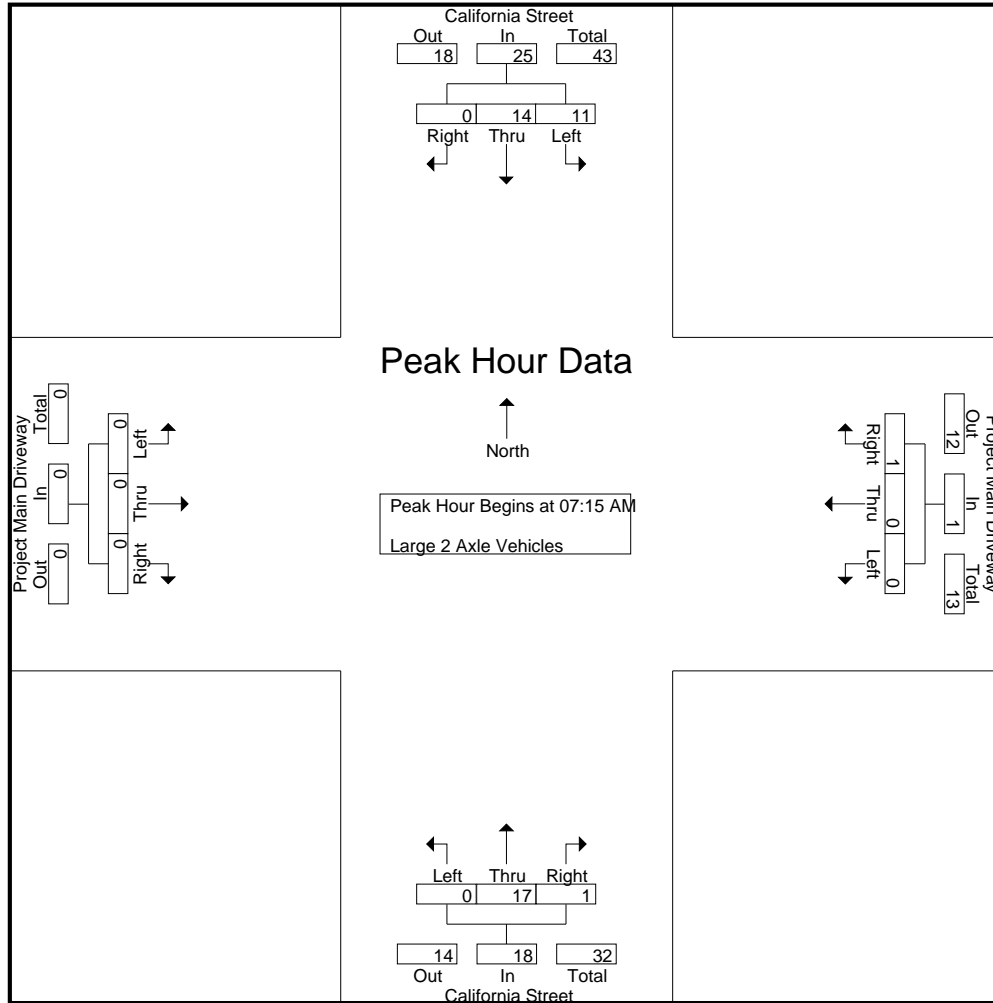 California Street
Out In Total
18 25 43
0 14 11
Right Thru Left
Peak Hour Data
North
Peak Hour Begins at 07:15 AM
Large 2 Axle Vehicles
Project Main Driveway
Total In Out
0 0 0
0 0 0
Left Thru Right
Right Thru Left
1 0 0
12 1 13
Out In Total
Project Main Driveway
Left Thru Right
0 17 1
14 18 32
Out In Total
California Street